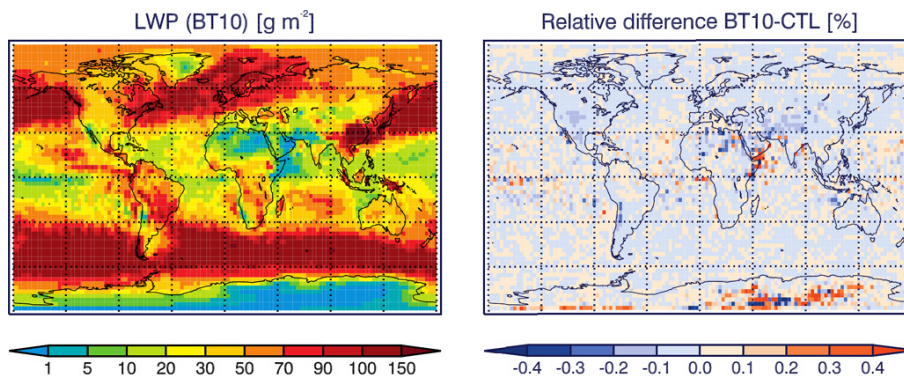 LWP (BT10) [g m⁻²]
Relative difference BT10-CTL [%]
1 5 10 20 30 50 70 90 100 150
-0.4 -0.3 -0.2 -0.1 0.0 0.1 0.2 0.3 0.4